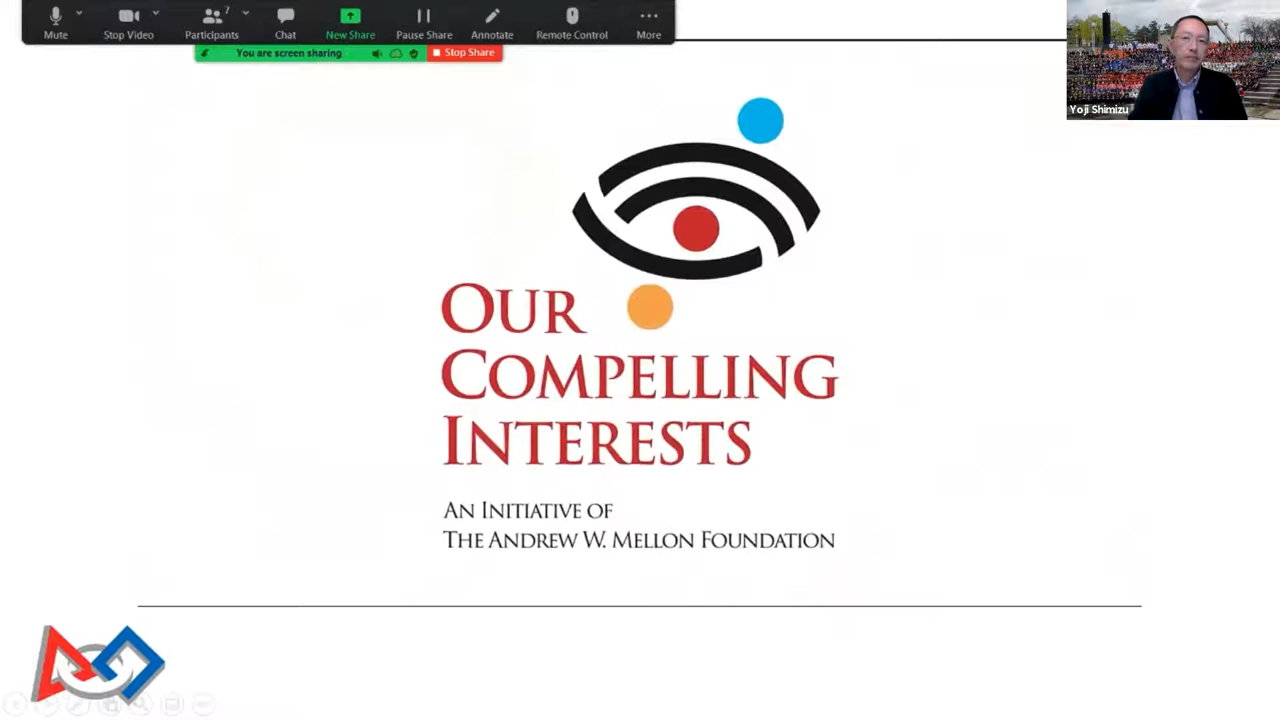 7
Mute
Stop Video
Participants
Chat
New Share
Pause Share
Annotate
Remote Control
More
You are screen sharing
Stop Share
Yoji Shimizu
OUR
COMPELLING
INTERESTS
AN INITIATIVE OF
THE ANDREW W. MELLON FOUNDATION